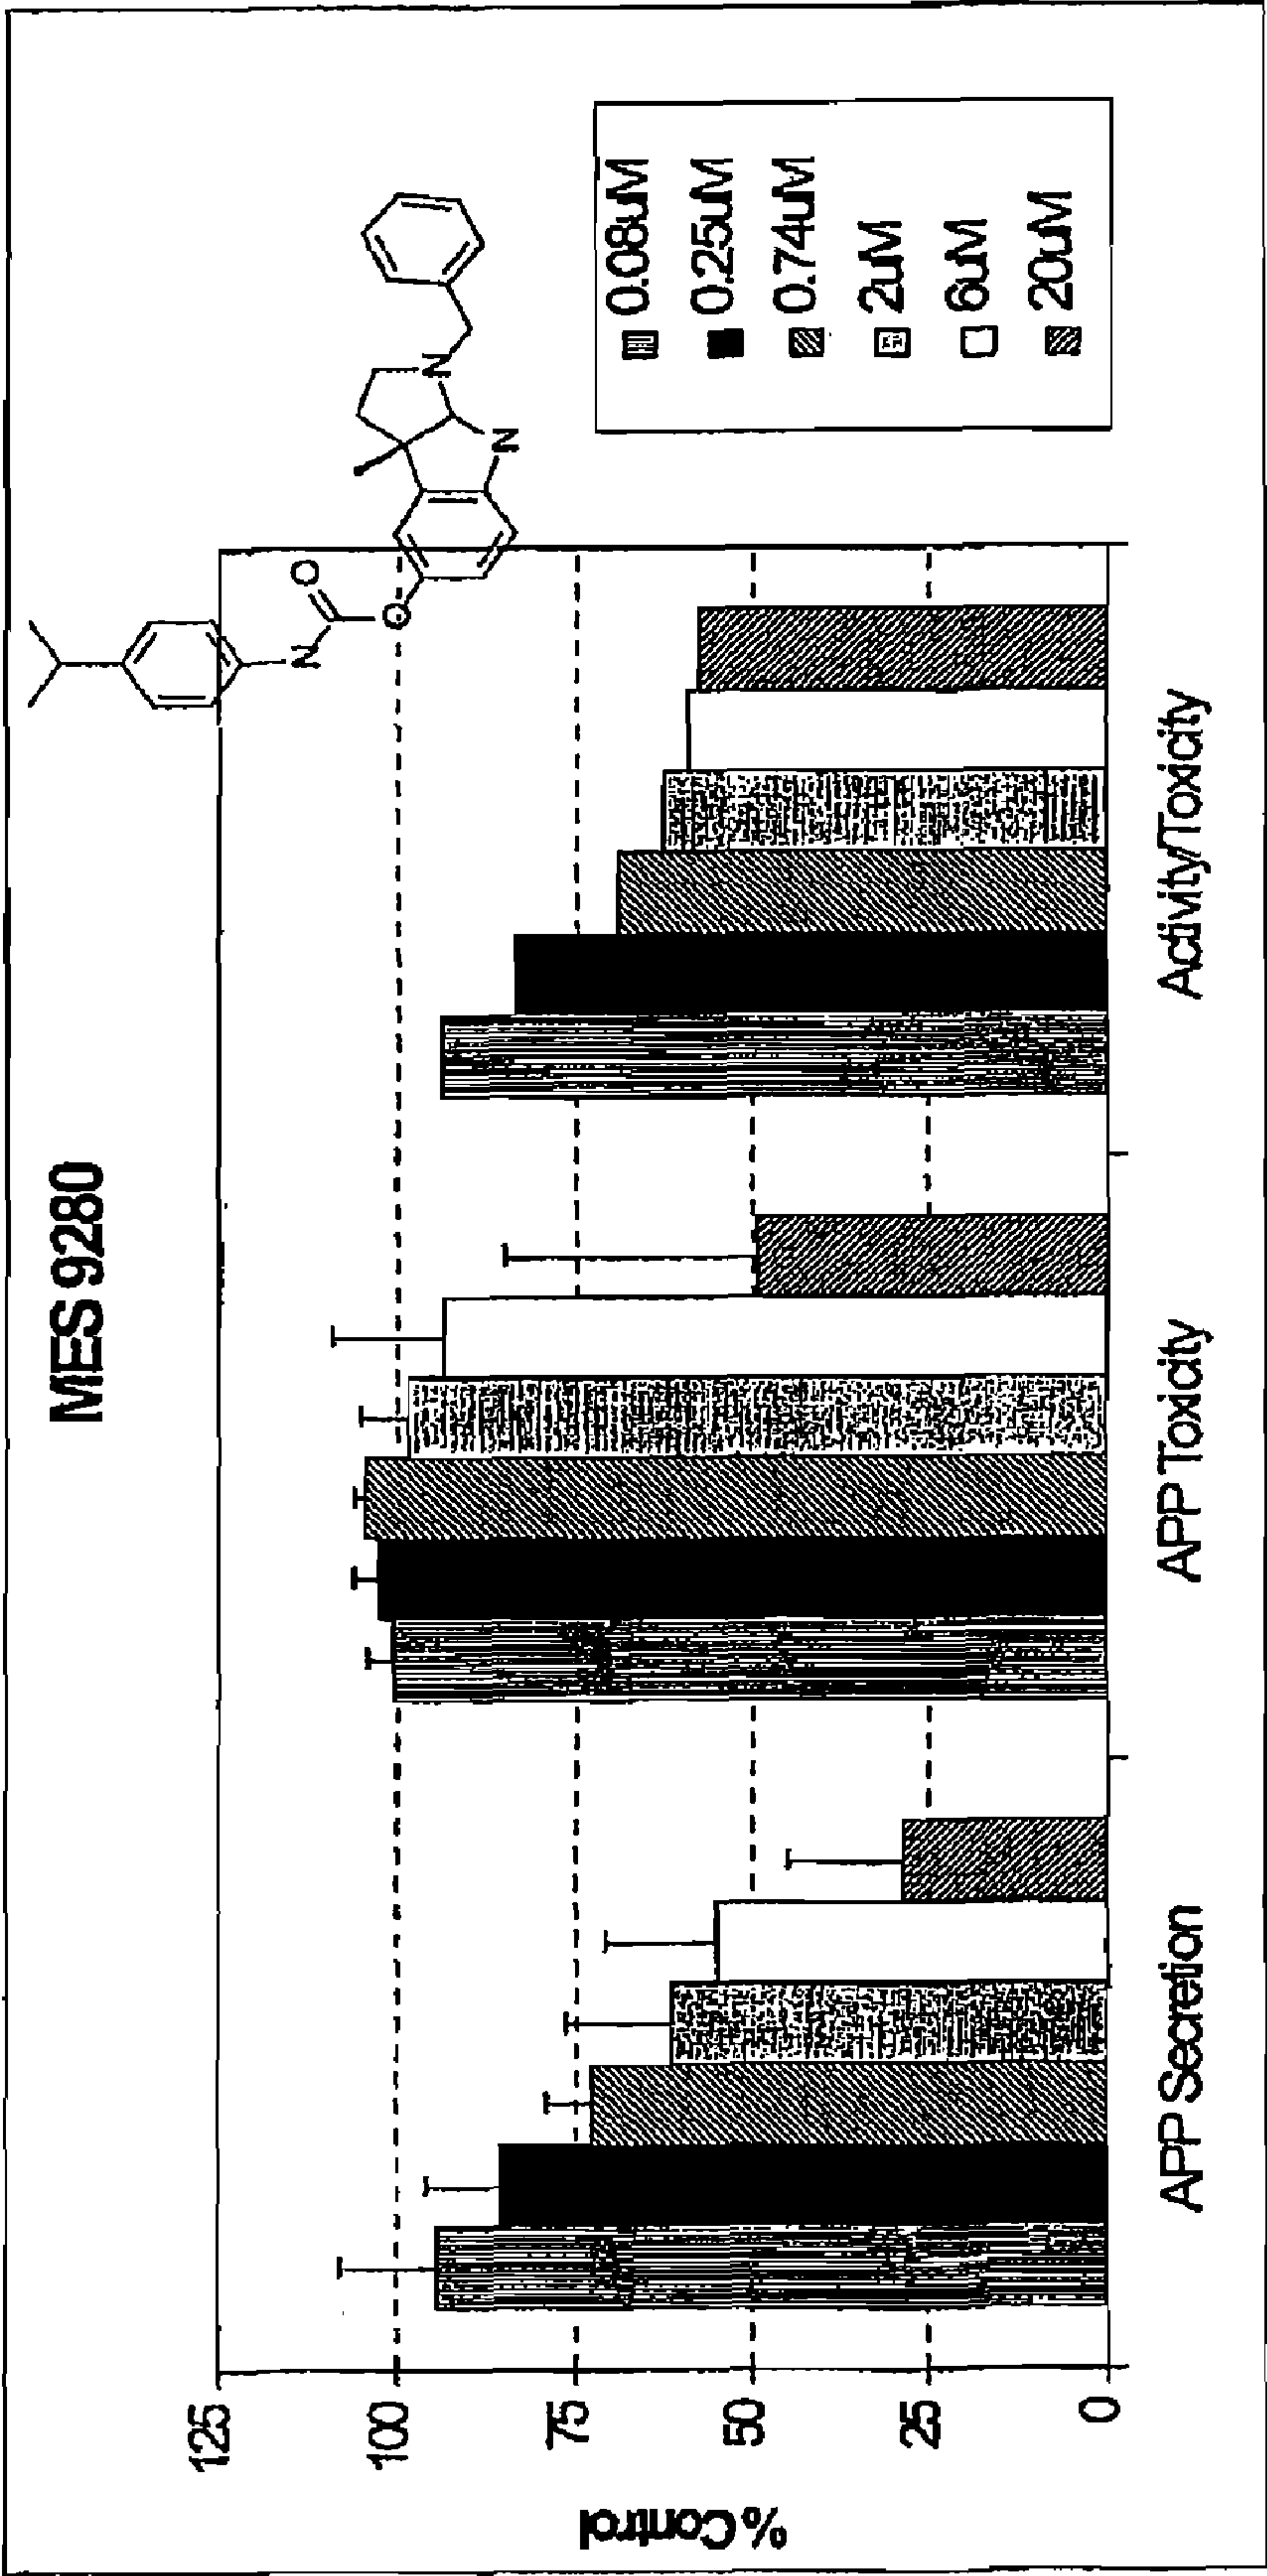 MES 9280
% Control
125
100
75
50
25
0
APP Secretion
APP Toxicity
Activity/Toxicity
0.08uM
0.25uM
0.74uM
2uM
6uM
20uM
N
O
O
N
N